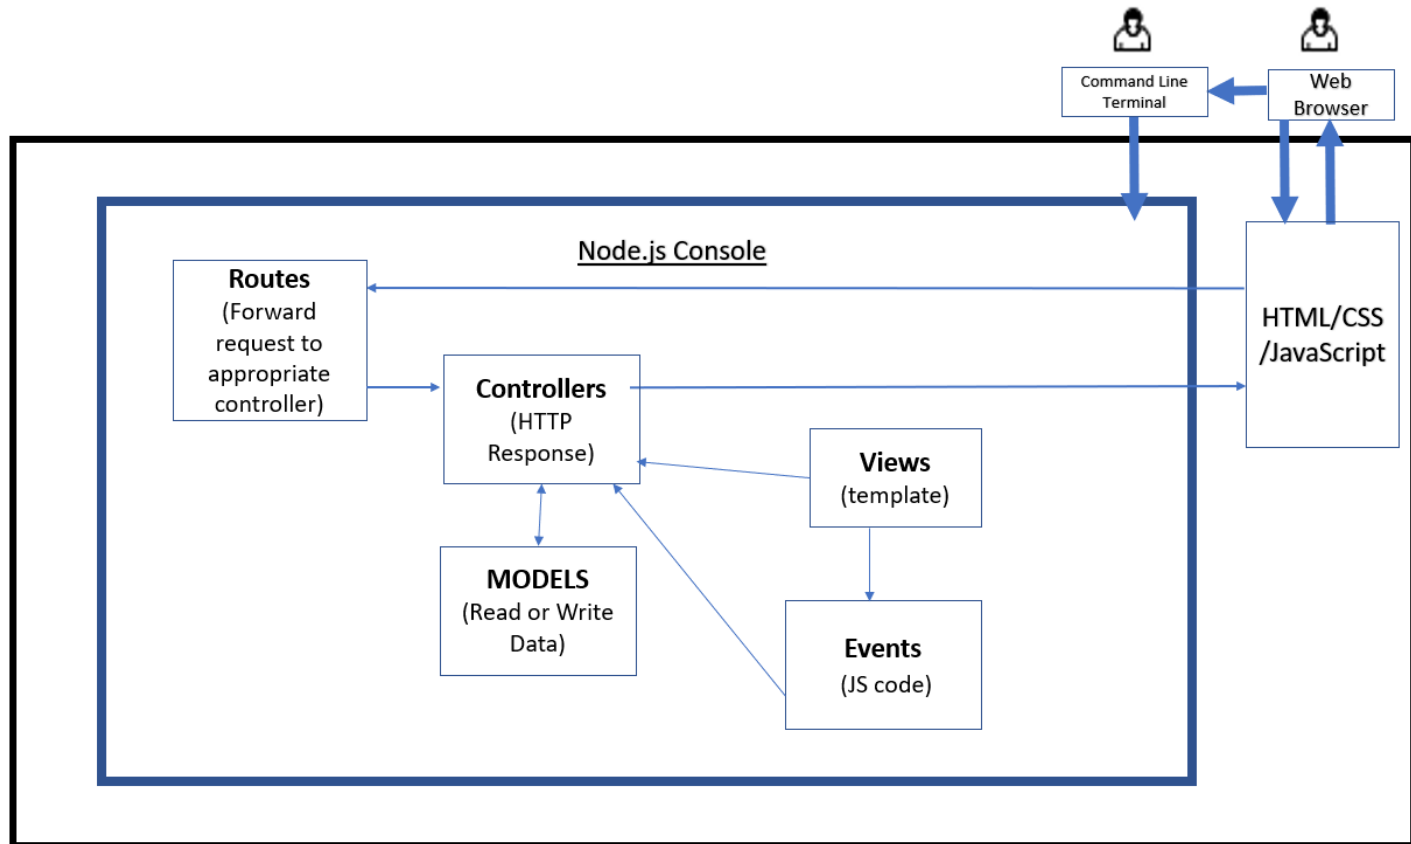 Command Line
Terminal
Web
Browser
Node.js Console
Routes
(Forward
request to
appropriate
controller)
HTML/CSS
/JavaScript
Controllers
(HTTP
Response)
Views
(template)
MODELS
(Read or Write
Data)
Events
(JS code)